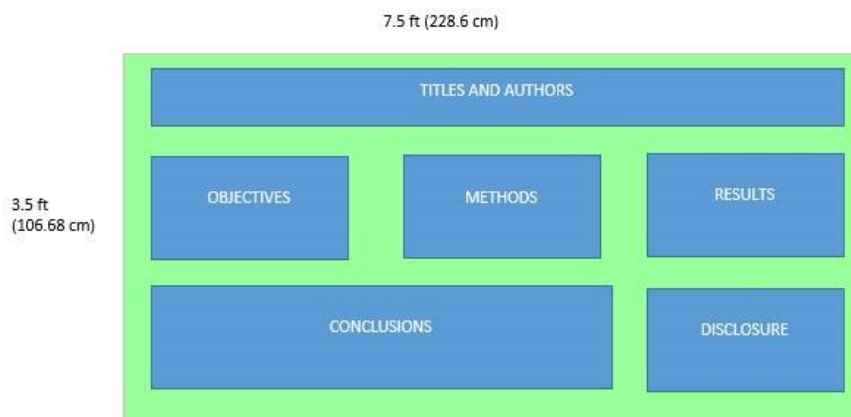 7.5 ft (228.6 cm)
TITLES AND AUTHORS
3.5 ft
(106.68 cm)
OBJECTIVES
METHODS
RESULTS
CONCLUSIONS
DISCLOSURE